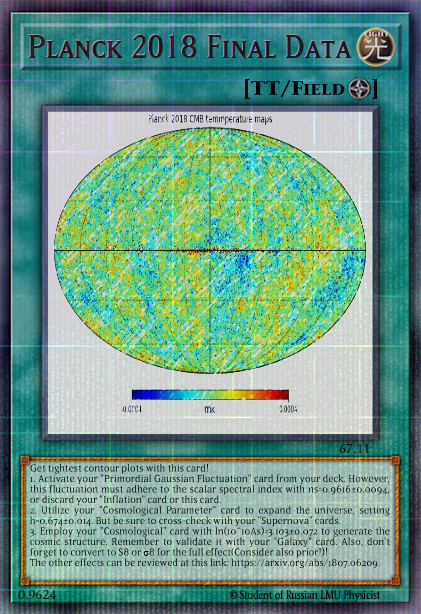 PLANCK 2018 FINAL DATA
LIGHT
光
[TT/FIELD]
Planck 2018 CMB temmperature maps
-0.0004 mK 0.0004
67.11
Get tightest contour plots with this card!
1. Activate your "Primordial Gaussian Fluctuation" card from your deck. However,
this fluctuation must adhere to the scalar spectral index with ns=0.9616±0.0094,
or discard your "Inflation" card or this card.
2. Utilize your "Cosmological Parameter" card to expand the universe, setting
h=0.674±0.014. But be sure to cross-check with your "Supernova" cards.
3. Employ your "Cosmological" card with ln(10^10As)=3.103±0.072 to generate the
cosmic structure. Remember to validate it with your "Galaxy" card. Also, don't
forget to convert to S8 or σ8 for the full effect(Consider also prior!)!
The other effects can be reviewed at this link: https://arxiv.org/abs/1807.06209.
0.9624 ©Student of Russian LMU Physicist